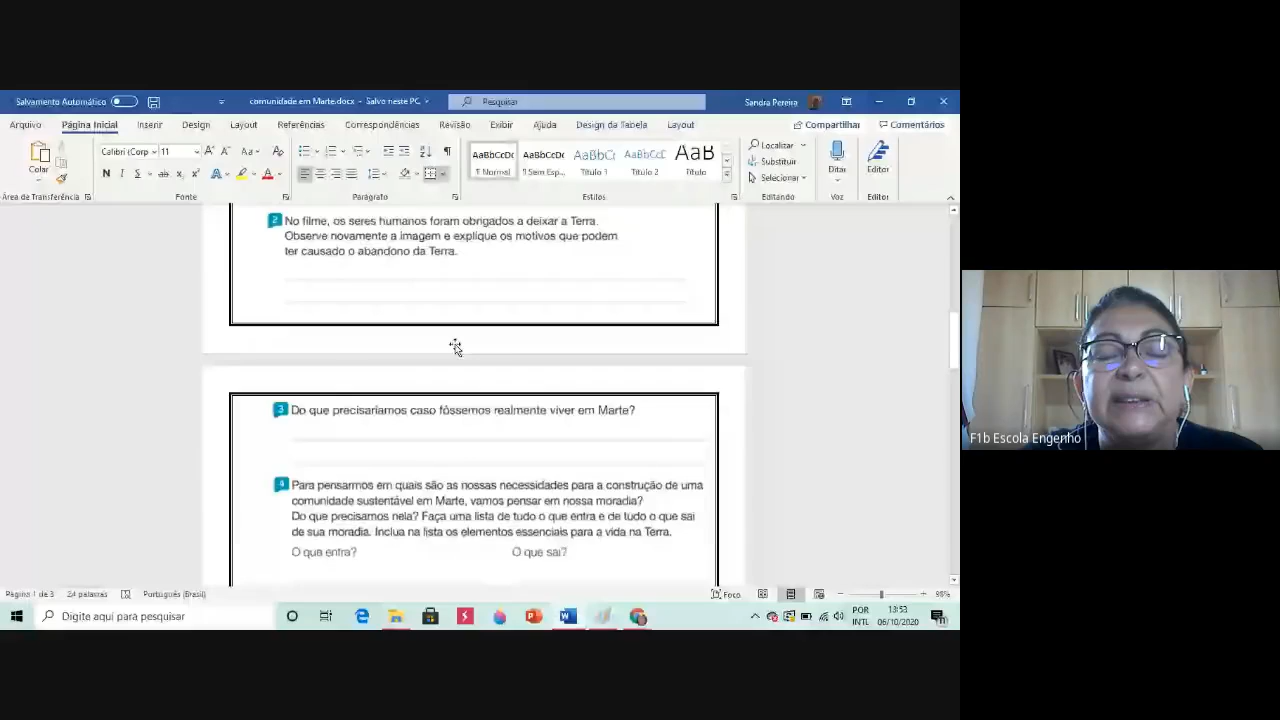 Salvamento Automático
comunidade em Marte.docx - Salvo neste PC
Pesquisar
Sandra Pereira
Arquivo Página Inicial Inserir Design Layout Referências Correspondências Revisão Exibir Ajuda Design da Tabela Layout Compartilhar Comentários
Colar
Calibri (Corp 11
AaBbCcDc AaBbCcDc AaBbCc AaBbCcD AaB
¶ Normal ¶ Sem Esp... Título 1 Título 2 Título
Localizar
Substituir
Selecionar
Ditar Editor
Área de Transferência Fonte Parágrafo Estilos Editando Voz Editor
2 No filme, os seres humanos foram obrigados a deixar a Terra.
Observe novamente a imagem e explique os motivos que podem
ter causado o abandono da Terra.
3 Do que precisaríamos caso fôssemos realmente viver em Marte?
4 Para pensarmos em quais são as nossas necessidades para a construção de uma
comunidade sustentável em Marte, vamos pensar em nossa moradia?
Do que precisamos nela? Faça uma lista de tudo o que entra e de tudo o que sai
de sua moradia. Inclua na lista os elementos essenciais para a vida na Terra.
O que entra? O que sai?
F1b Escola Engenho
Página 1 de 3 24 palavras Português (Brasil) Foco 98%
Digite aqui para pesquisar
POR
INTL
13:53
06/10/2020